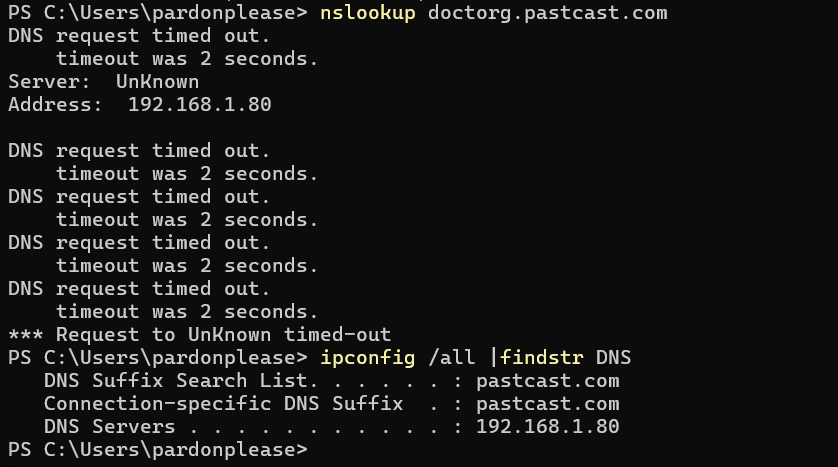 PS C:\Users\pardonplease> nslookup doctorg.pastcast.com
DNS request timed out.
    timeout was 2 seconds.
Server:  UnKnown
Address:  192.168.1.80

DNS request timed out.
    timeout was 2 seconds.
DNS request timed out.
    timeout was 2 seconds.
DNS request timed out.
    timeout was 2 seconds.
DNS request timed out.
    timeout was 2 seconds.
*** Request to UnKnown timed-out
PS C:\Users\pardonplease> ipconfig /all |findstr DNS
   DNS Suffix Search List. . . . . . : pastcast.com
   Connection-specific DNS Suffix  . : pastcast.com
   DNS Servers . . . . . . . . . . . : 192.168.1.80
PS C:\Users\pardonplease>